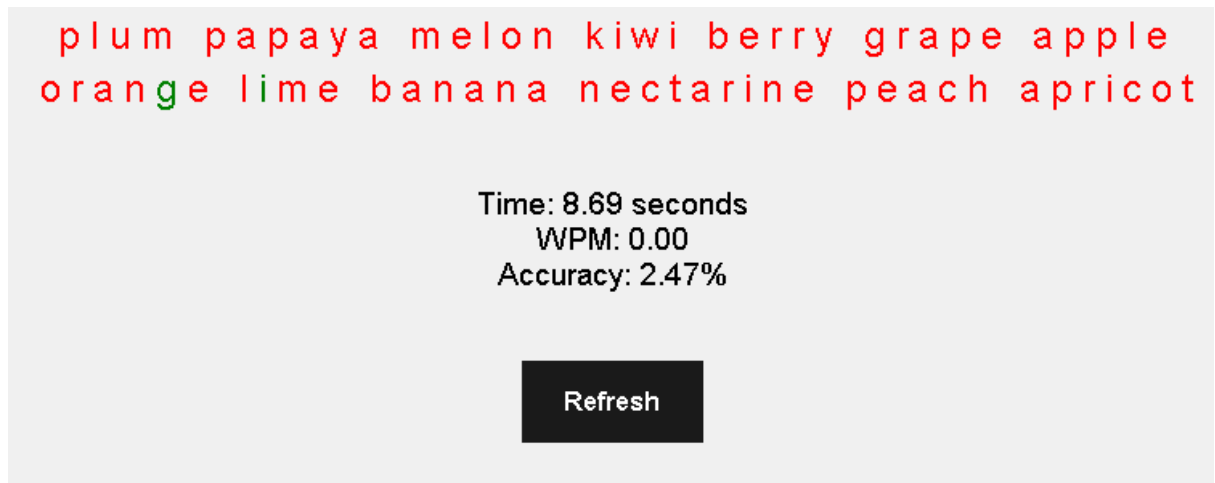 plum papaya melon kiwi berry grape apple
orange lime banana nectarine peach apricot
Time: 8.69 seconds
WPM: 0.00
Accuracy: 2.47%
Refresh